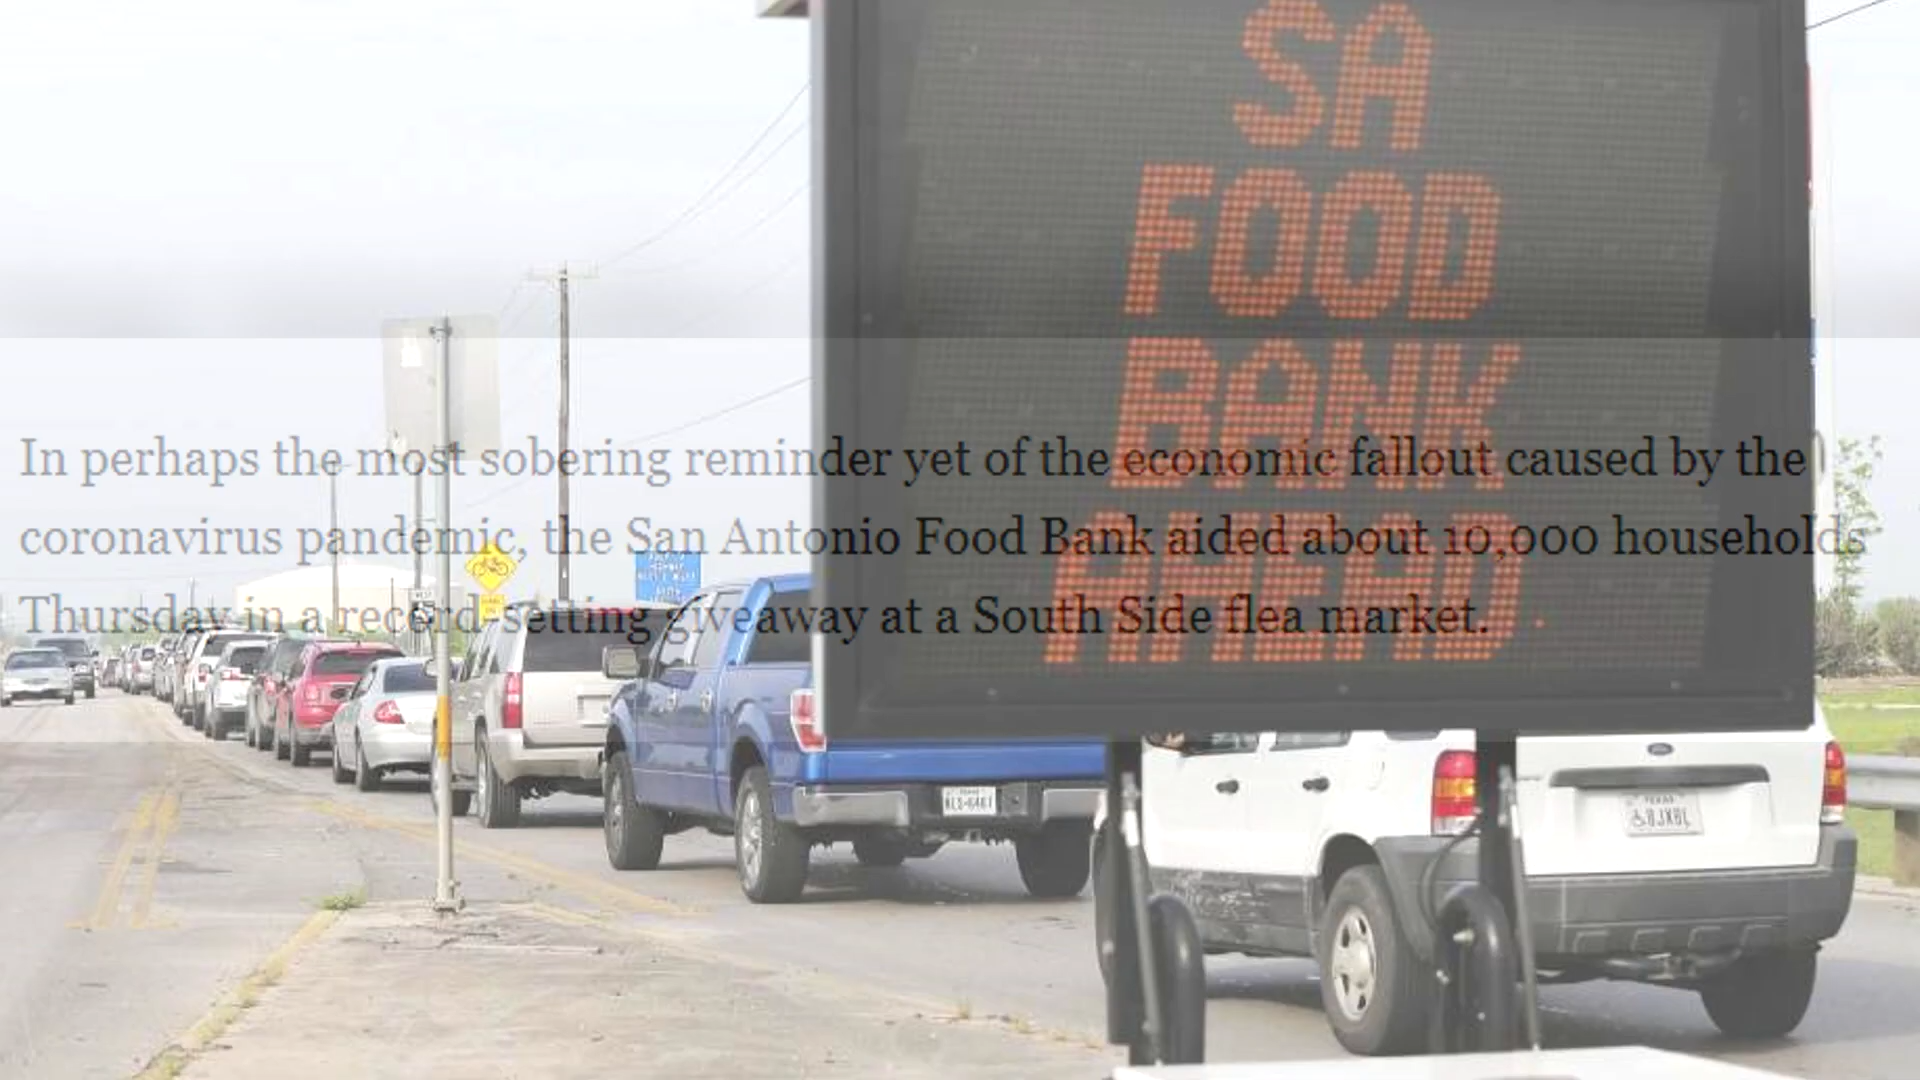 SA
FOOD
BANK
AHEAD
In perhaps the most sobering reminder yet of the economic fallout caused by the
coronavirus pandemic, the San Antonio Food Bank aided about 10,000 households
Thursday in a record-setting giveaway at a South Side flea market.
TEXAS
TEXAS